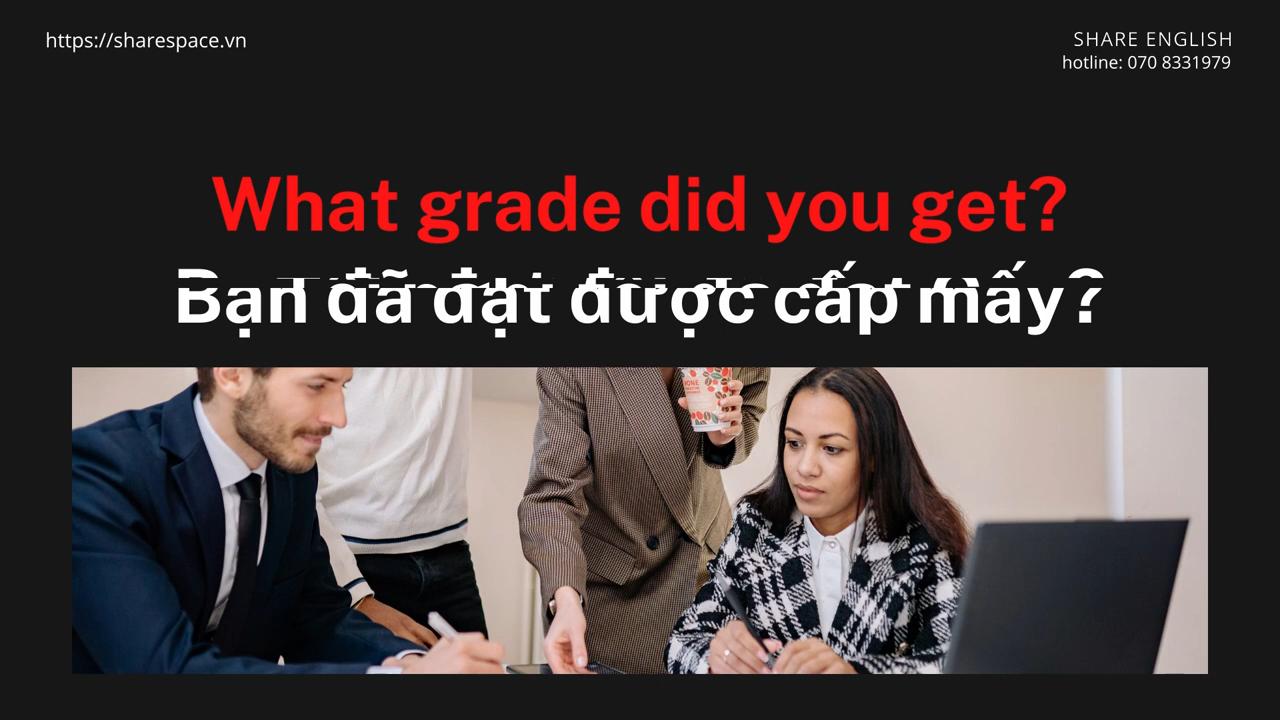 https://sharespace.vn
SHARE ENGLISH
hotline: 070 8331979
What grade did you get?
Bạn đã đạt được cấp mấy?